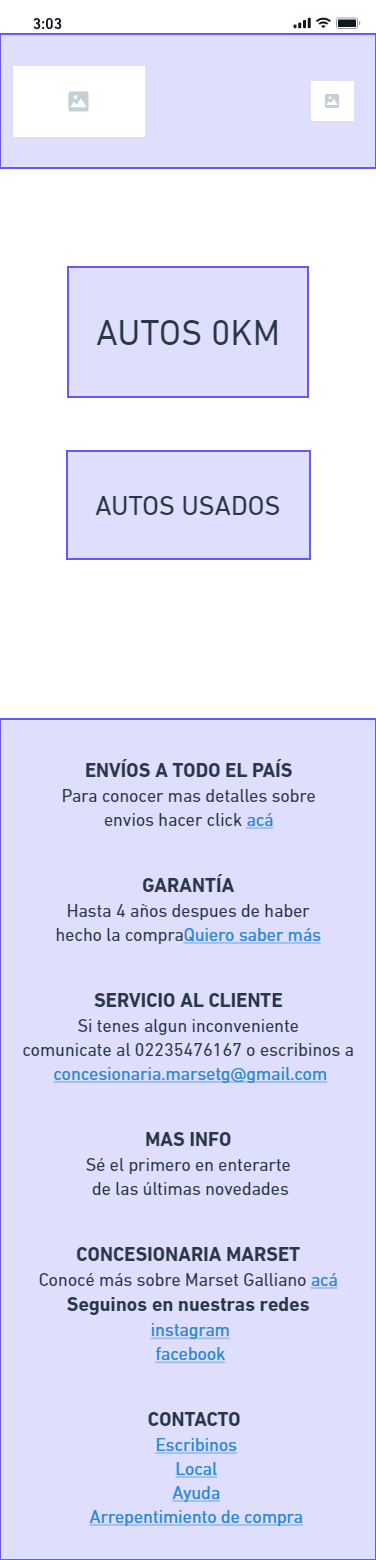 3:03
AUTOS 0KM
AUTOS USADOS
ENVÍOS A TODO EL PAÍS
Para conocer mas detalles sobre
envios hacer click acá
GARANTÍA
Hasta 4 años despues de haber
hecho la compraQuiero saber más
SERVICIO AL CLIENTE
Si tenes algun inconveniente
comunicate al 02235476167 o escribinos a
concesionaria.marsetg@gmail.com
MAS INFO
Sé el primero en enterarte
de las últimas novedades
CONCESIONARIA MARSET
Conocé más sobre Marset Galliano acá
Seguinos en nuestras redes
instagram
facebook
CONTACTO
Escribinos
Local
Ayuda
Arrepentimiento de compra